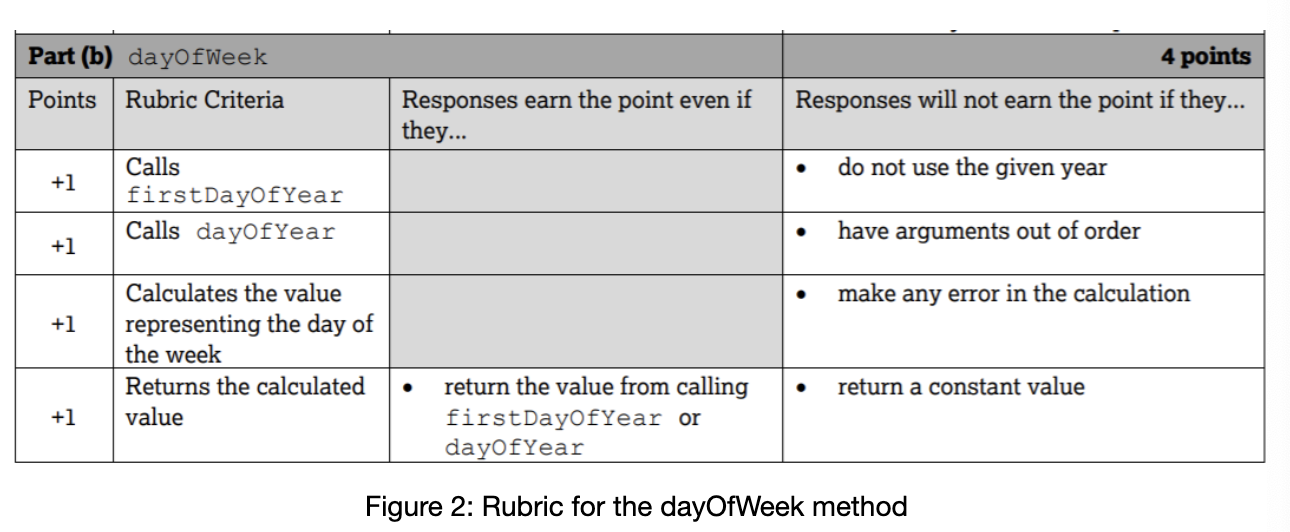 Part (b) dayOfWeek 4 points
Points Rubric Criteria Responses earn the point even if they... Responses will not earn the point if they...
+1 Calls firstDayOfYear • do not use the given year
+1 Calls dayOfYear • have arguments out of order
+1 Calculates the value representing the day of the week • make any error in the calculation
+1 Returns the calculated value • return the value from calling firstDayOfYear or dayOfYear • return a constant value
Figure 2: Rubric for the dayOfWeek method